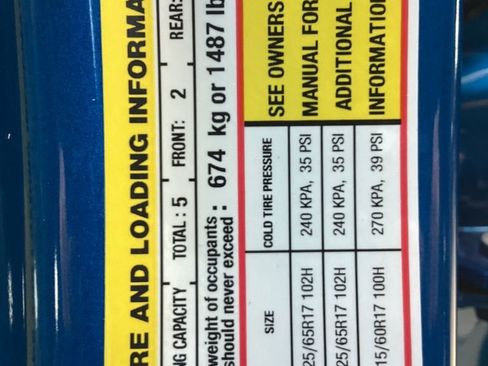 RE AND LOADING INFORMA
NG CAPACITY TOTAL : 5 FRONT: 2 REAR:
weight of occupants
should never exceed : 674 kg or 1487 lb
SIZE COLD TIRE PRESSURE SEE OWNERS
25/65R17 102H 240 KPA, 35 PSI MANUAL FOR
25/65R17 102H 240 KPA, 35 PSI ADDITIONAL
15/60R17 100H 270 KPA, 39 PSI INFORMATION